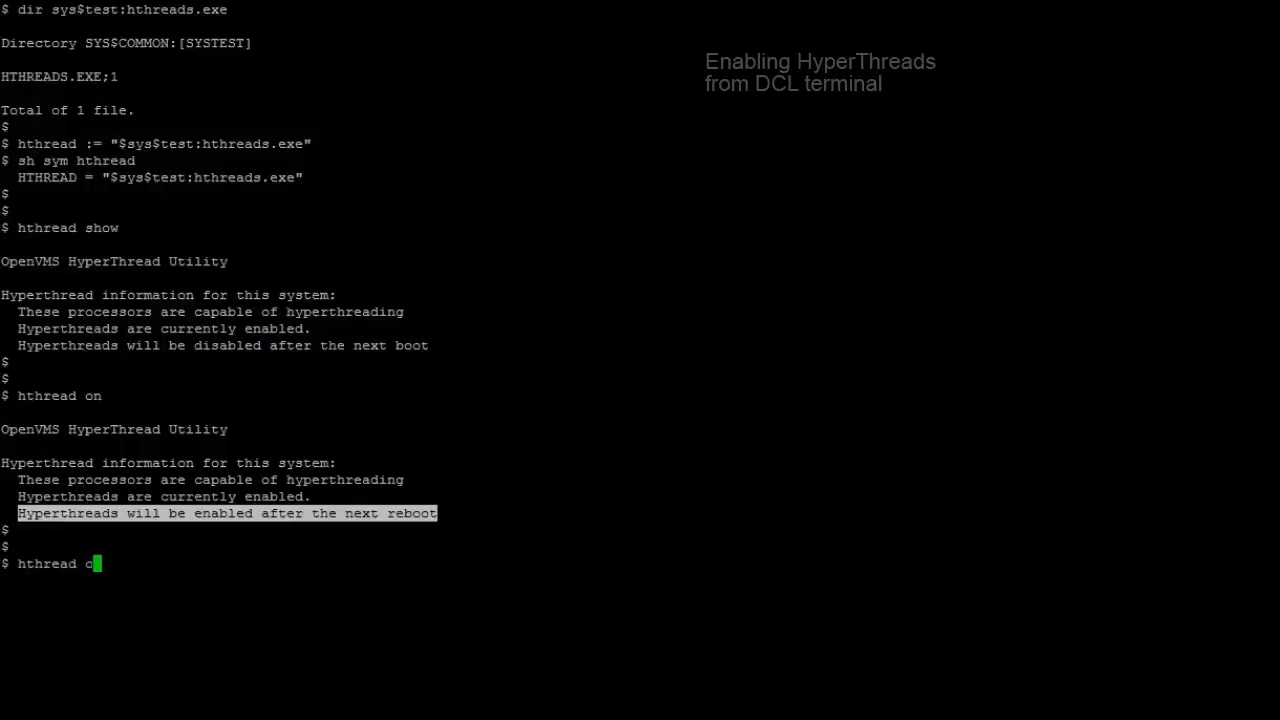 $ dir sys$test:hthreads.exe
Directory SYS$COMMON:[SYSTEST]
HTHREADS.EXE;1
Total of 1 file.
$
$ hthread := "$sys$test:hthreads.exe"
$ sh sym hthread
HTHREAD = "$sys$test:hthreads.exe"
$
$
$ hthread show
OpenVMS HyperThread Utility
Hyperthread information for this system:
These processors are capable of hyperthreading
Hyperthreads are currently enabled.
Hyperthreads will be disabled after the next boot
$
$
$ hthread on
OpenVMS HyperThread Utility
Hyperthread information for this system:
These processors are capable of hyperthreading
Hyperthreads are currently enabled.
Hyperthreads will be enabled after the next reboot
$
$
$ hthread o
Enabling HyperThreads
from DCL terminal